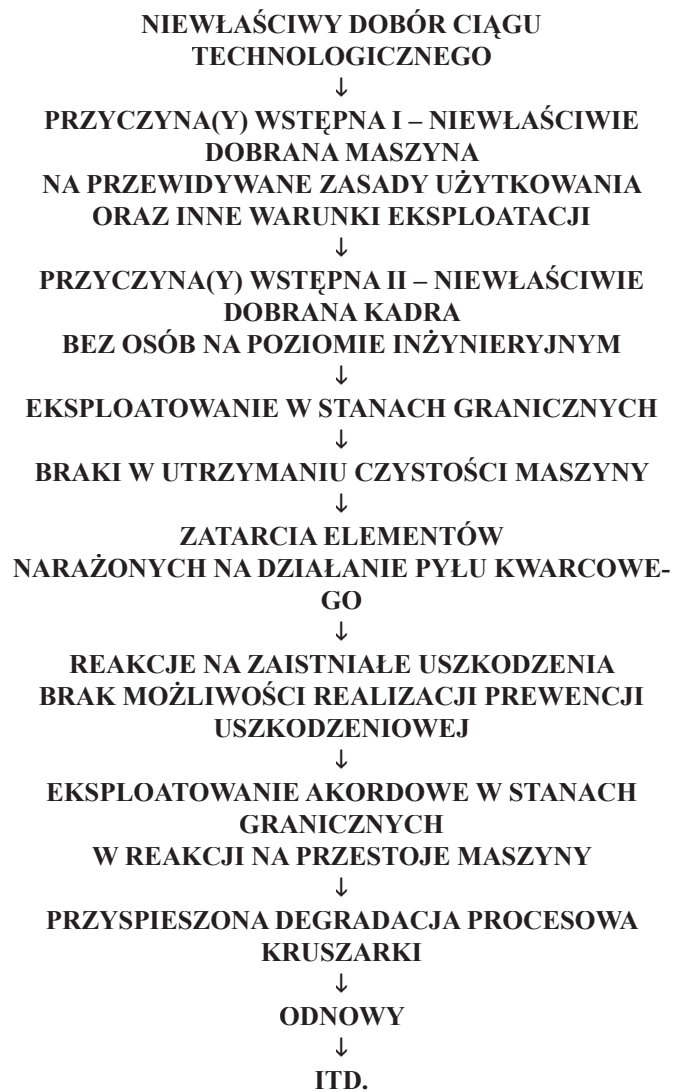 NIEWŁAŚCIWY DOBÓR CIĄGU
TECHNOLOGICZNEGO
↓
PRZYCZYNA(Y) WSTĘPNA I – NIEWŁAŚCIWIE
DOBRANA MASZYNA
NA PRZEWIDYWANE ZASADY UŻYTKOWANIA
ORAZ INNE WARUNKI EKSPLOATACJI
↓
PRZYCZYNA(Y) WSTĘPNA II – NIEWŁAŚCIWIE
DOBRANA KADRA
BEZ OSÓB NA POZIOMIE INŻYNIERYJNYM
↓
EKSPLOATOWANIE W STANACH GRANICZNYCH
↓
BRAKI W UTRZYMANIU CZYSTOŚCI MASZYNY
↓
ZATARCIA ELEMENTÓW
NARAŻONYCH NA DZIAŁANIE PYŁU KWARCOWE-
GO
↓
REAKCJE NA ZAISTNIAŁE USZKODZENIA
BRAK MOŻLIWOŚCI REALIZACJI PREWENCJI
USZKODZENIOWEJ
↓
EKSPLOATOWANIE AKORDOWE W STANACH
GRANICZNYCH
W REAKCJI NA PRZESTOJE MASZYNY
↓
PRZYSPIESZONA DEGRADACJA PROCESOWA
KRUSZARKI
↓
ODNOWY
↓
ITD.